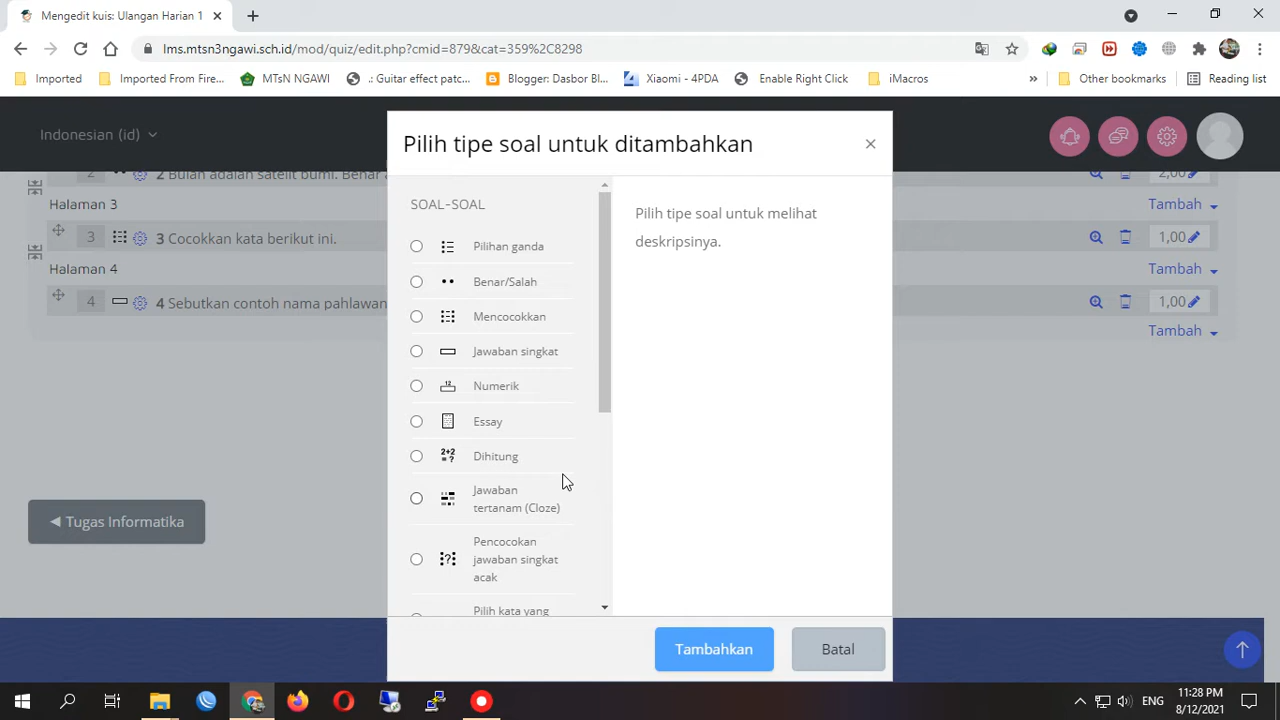 Mengedit kuis: Ulangan Harian 1
lms.mtsn3ngawi.sch.id/mod/quiz/edit.php?cmid=879&cat=359%2C8298
Imported
Imported From Fire...
MTsN NGAWI
.: Guitar effect patc...
Blogger: Dasbor Bl...
Xiaomi - 4PDA
Enable Right Click
iMacros
»
Other bookmarks
Reading list
Indonesian (id)
Pilih tipe soal untuk ditambahkan
×
2 2 Bulan adalah satelit bumi. Benar a
2,00
Halaman 3
Tambah
3 3 Cocokkan kata berikut ini.
1,00
Halaman 4
Tambah
4 4 Sebutkan contoh nama pahlawan
1,00
Tambah
SOAL-SOAL
Pilihan ganda
Benar/Salah
Mencocokkan
Jawaban singkat
12
Numerik
Essay
2+2
= ?
Dihitung
Jawaban
tertanam (Cloze)
Pencocokan
jawaban singkat
acak
Pilih kata yang
Pilih tipe soal untuk melihat
deskripsinya.
◀ Tugas Informatika
Tambahkan
Batal
ENG
11:28 PM
8/12/2021